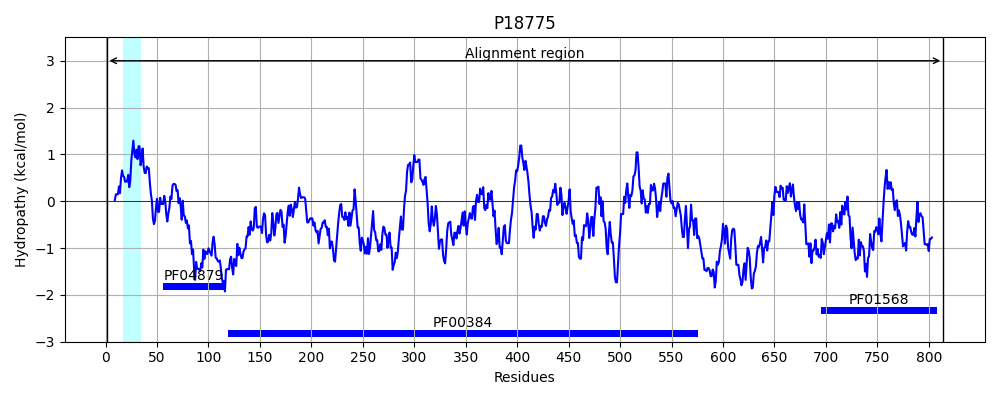 P18775
Alignment region
3
2
1
0
−1
−2
−3
Hydropathy (kcal/mol)
PF04879
PF01568
PF00384
0 50 100 150 200 250 300 350 400 450 500 550 600 650 700 750 800
Residues